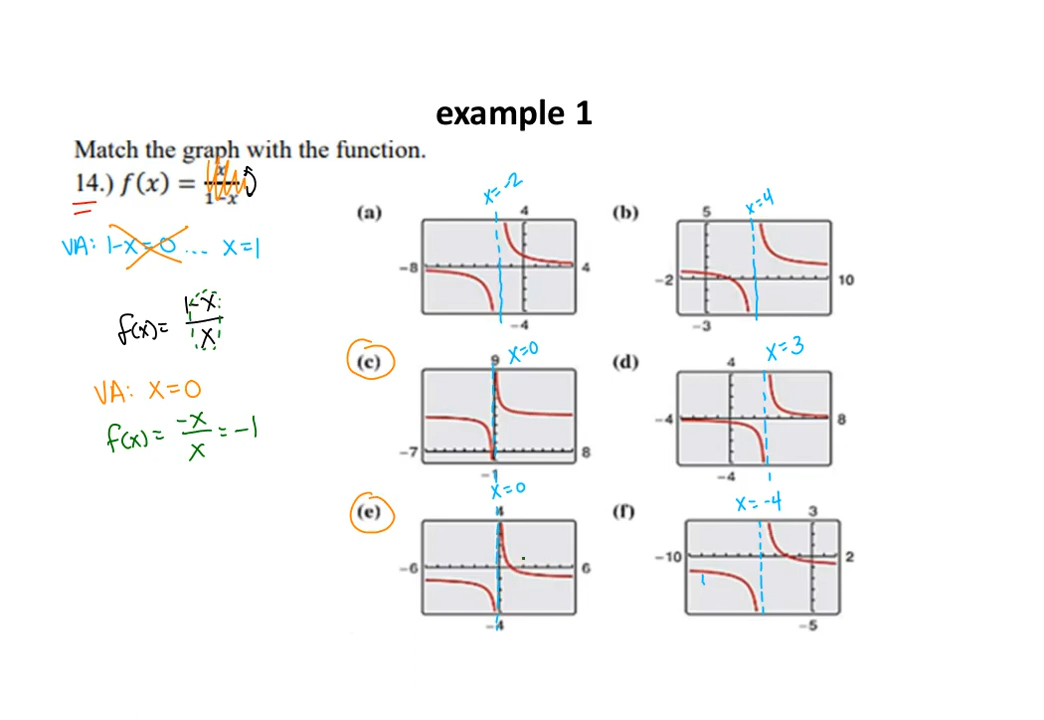 example 1
Match the graph with the function.
14.) f(x) =
VA: 1-x=0 ... x=1
f(x)= 1-x
x
VA: x=0
f(x)= -x = -1
x
(a)
x=-2
4
-8
4
-4
(b)
5
x=4
-2
10
-3
(c)
9
x=0
-7
8
-1
(d)
4
x=3
-4
8
-4
(e)
x=0
4
-6
6
-4
(f)
x=-4
3
-10
2
-5